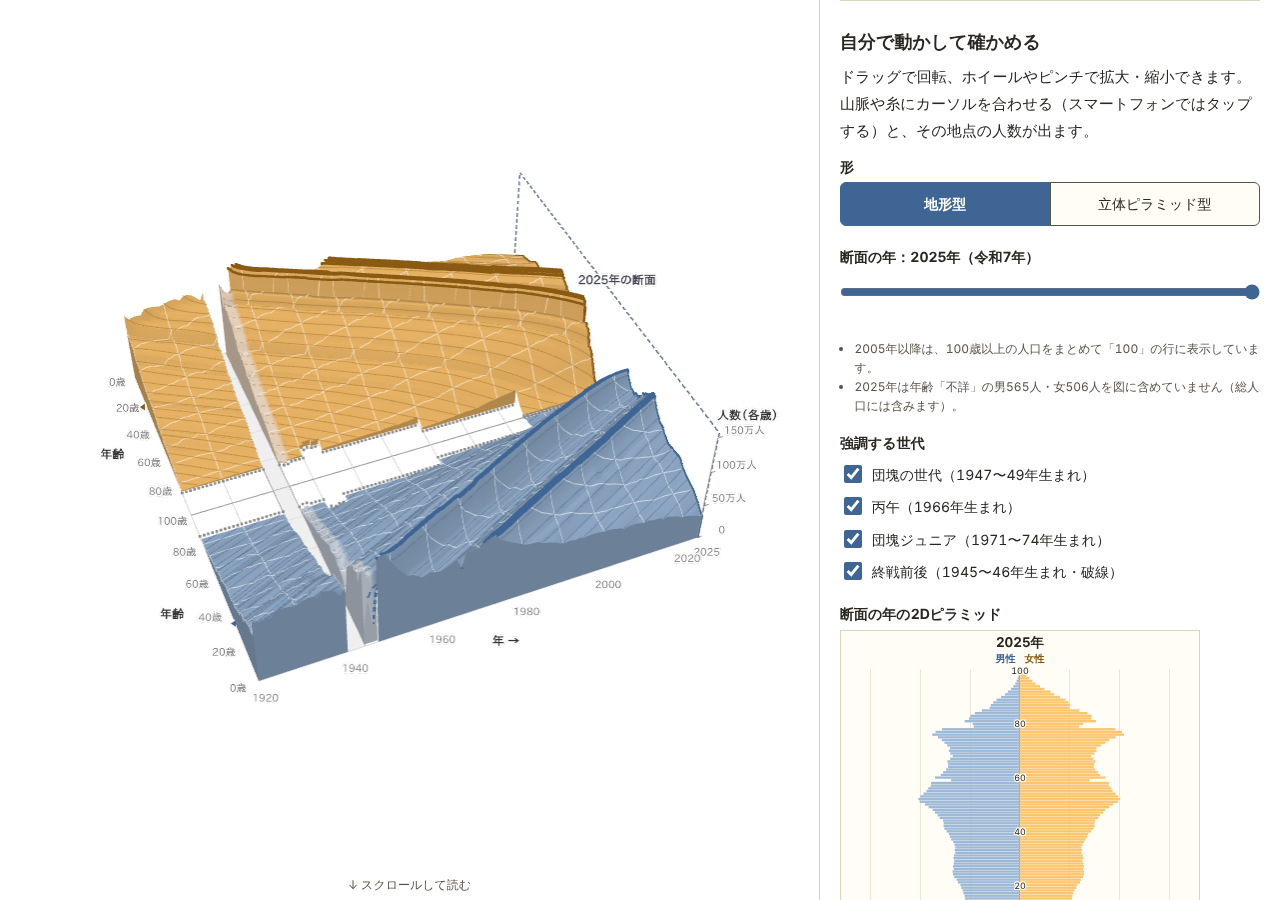 2025年の断面
人数（各歳）
150万人
100万人
50万人
0
0歳
20歳
40歳
年齢
60歳
80歳
100歳
80歳
60歳
年齢
40歳
20歳
0歳
1920
1940
1960
1980
2000
2020
2025
年 →
↓ スクロールして読む
自分で動かして確かめる
ドラッグで回転、ホイールやピンチで拡大・縮小できます。
山脈や糸にカーソルを合わせる（スマートフォンではタップ
する）と、その地点の人数が出ます。
形
地形型
立体ピラミッド型
断面の年：2025年（令和7年）
• 2005年以降は、100歳以上の人口をまとめて「100」の行に表示していま
す。
• 2025年は年齢「不詳」の男565人・女506人を図に含めていません（総人
口には含みます）。
強調する世代
団塊の世代（1947〜49年生まれ）
丙午（1966年生まれ）
団塊ジュニア（1971〜74年生まれ）
終戦前後（1945〜46年生まれ・破線）
断面の年の2Dピラミッド
2025年
男性 女性
100
80
60
40
20